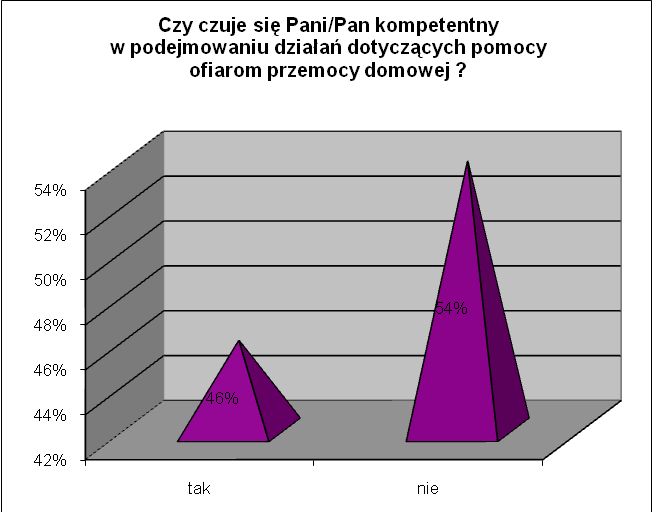 Czy czuje się Pani/Pan kompetentny
w podejmowaniu działań dotyczących pomocy
ofiarom przemocy domowej ?
54%
52%
50%
48%
46%
44%
42%
46%
54%
tak
nie